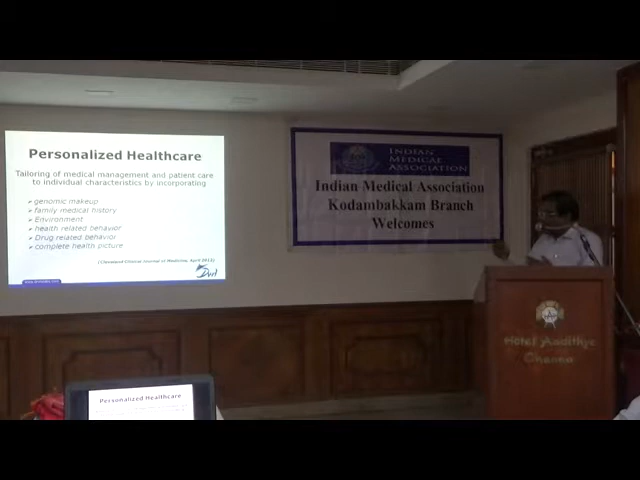 Personalized Healthcare
Tailoring of medical management and patient care
to individual characteristics by incorporating
genomic makeup
family medical history
Environment
health related behavior
Drug related behavior
complete health picture
(Cleveland Clinical Journal of Medicine, April 2012)
INDIAN
MEDICAL
ASSOCIATION
Indian Medical Association
Kodambakkam Branch
Welcomes
Hotel Aadithya
Chennai
Personalized Healthcare